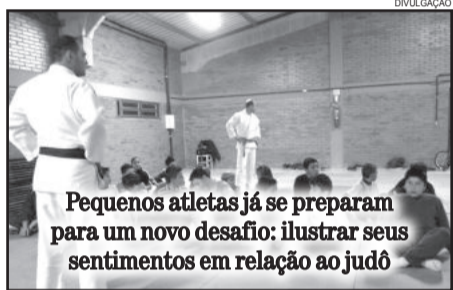 DIVULGAÇÃO
Pequenos atletas já se preparam
para um novo desafio: ilustrar seus
sentimentos em relação ao judô